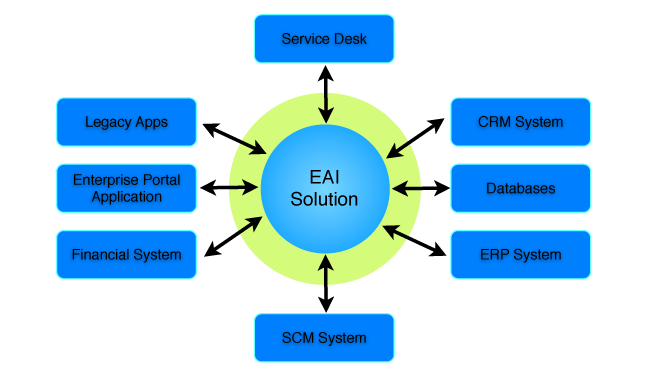 Service Desk
Legacy Apps
CRM System
EAI
Solution
Enterprise Portal
Application
Databases
Financial System
ERP System
SCM System